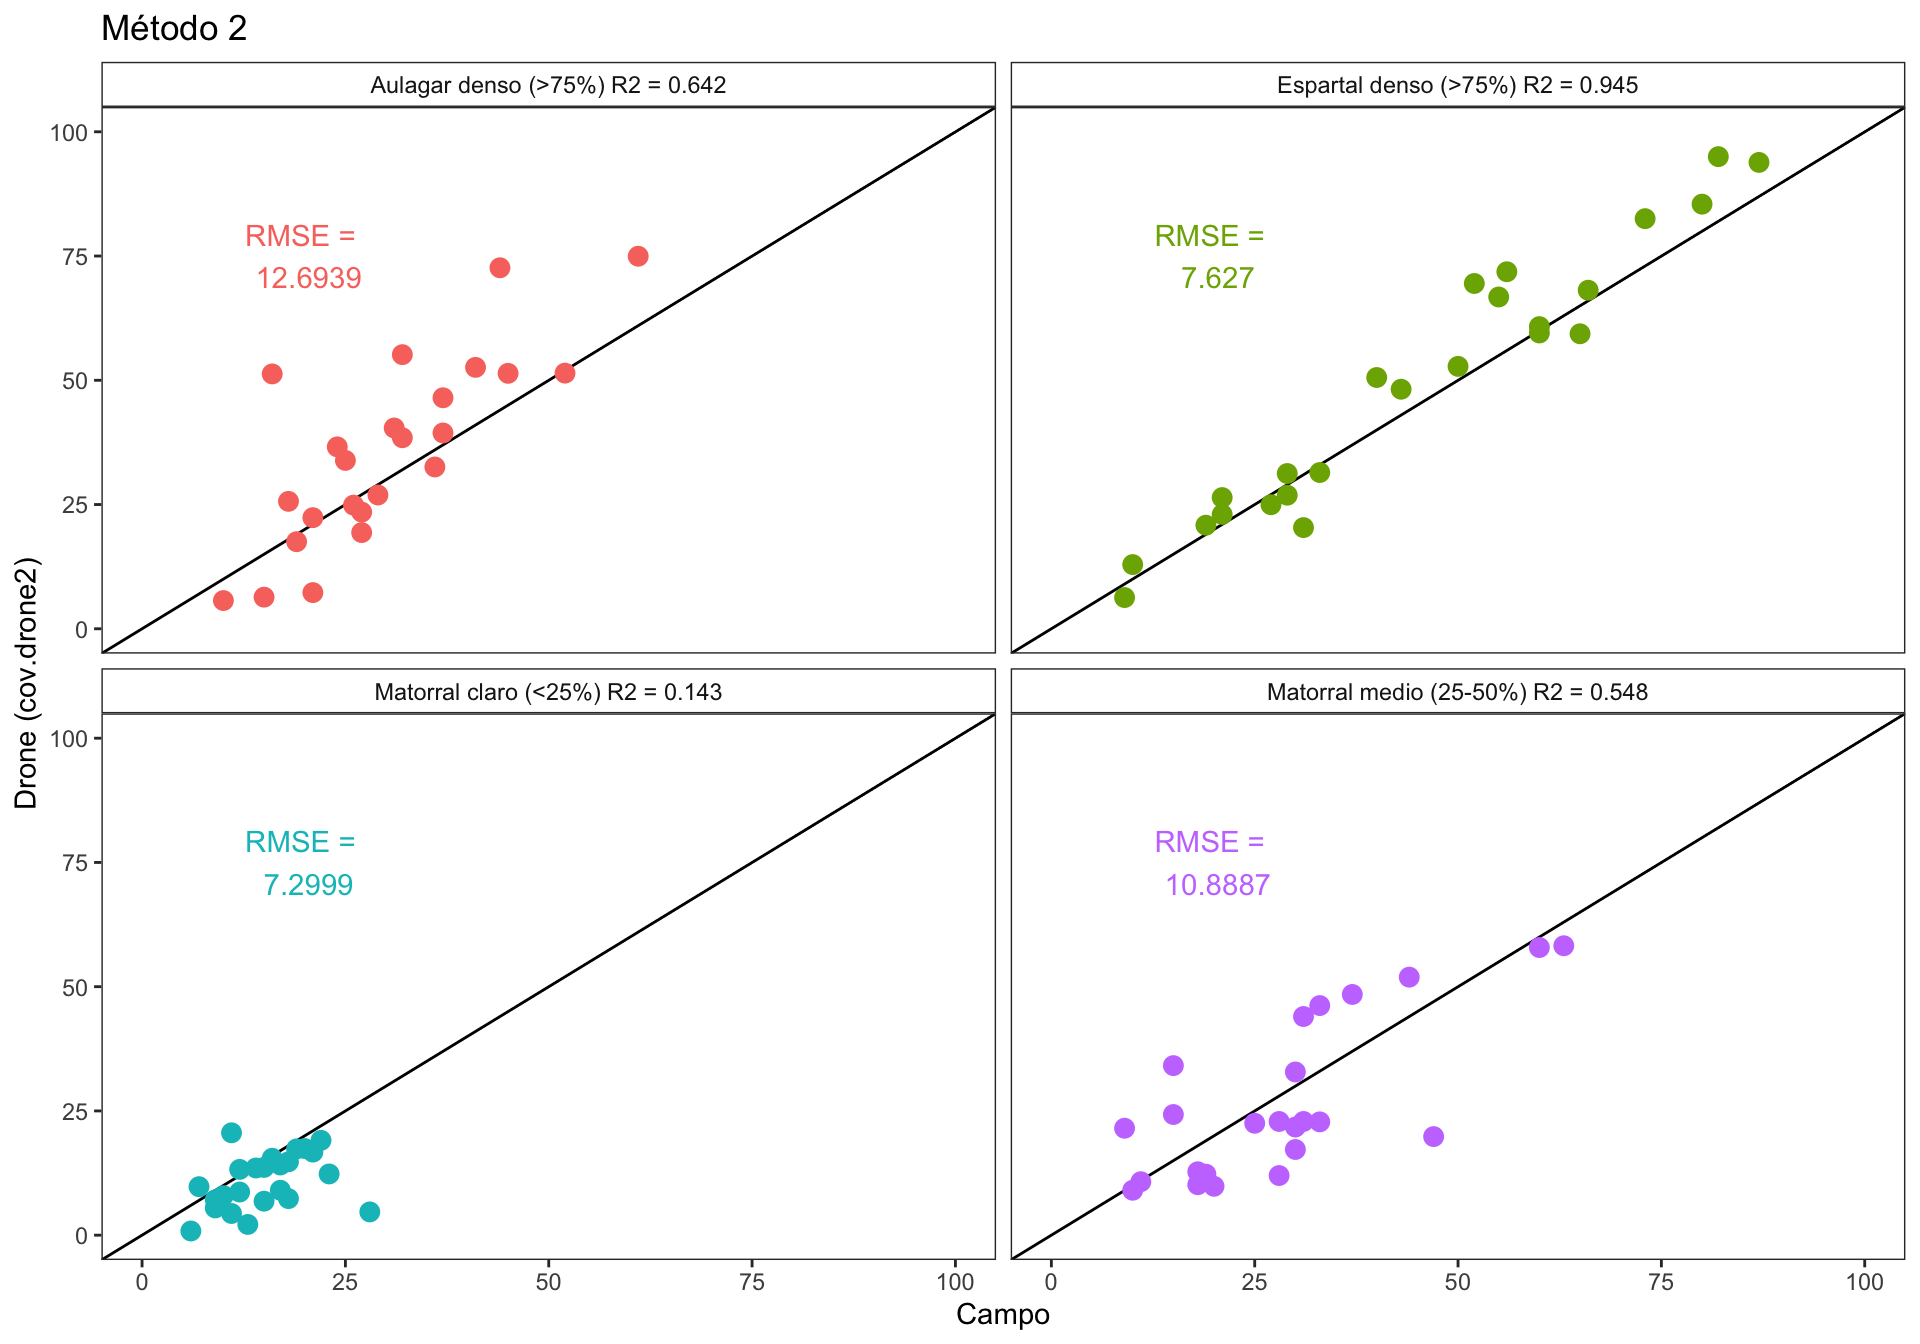 Método 2
Aulagar denso (>75%) R2 = 0.642
Espartal denso (>75%) R2 = 0.945
100
75
50
25
0
RMSE =
12.6939
RMSE =
7.627
Matorral claro (<25%) R2 = 0.143
Matorral medio (25-50%) R2 = 0.548
100
75
50
25
0
RMSE =
7.2999
RMSE =
10.8887
0 25 50 75 100
0 25 50 75 100
Campo
Drone (cov.drone2)